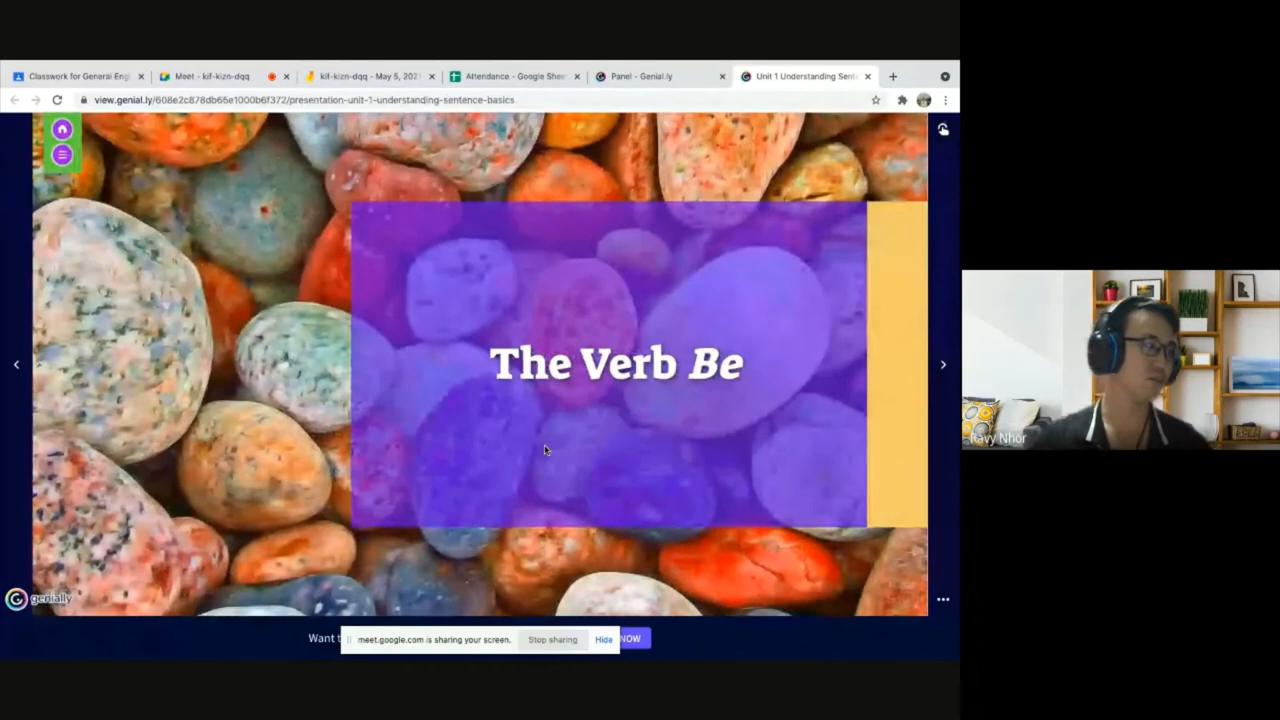 Classwork for General Eng
Meet - kif-kizn-dqq
kif-kizn-dqq - May 5, 202
Attendance - Google Shee
Panel - Genial.ly
Unit 1 Understanding Sent
view.genial.ly/608e2c878db65e1000b6f372/presentation-unit-1-understanding-sentence-basics
The Verb Be
Ravy Nhor
genially
Want t
meet.google.com is sharing your screen.
Stop sharing
Hide
NOW